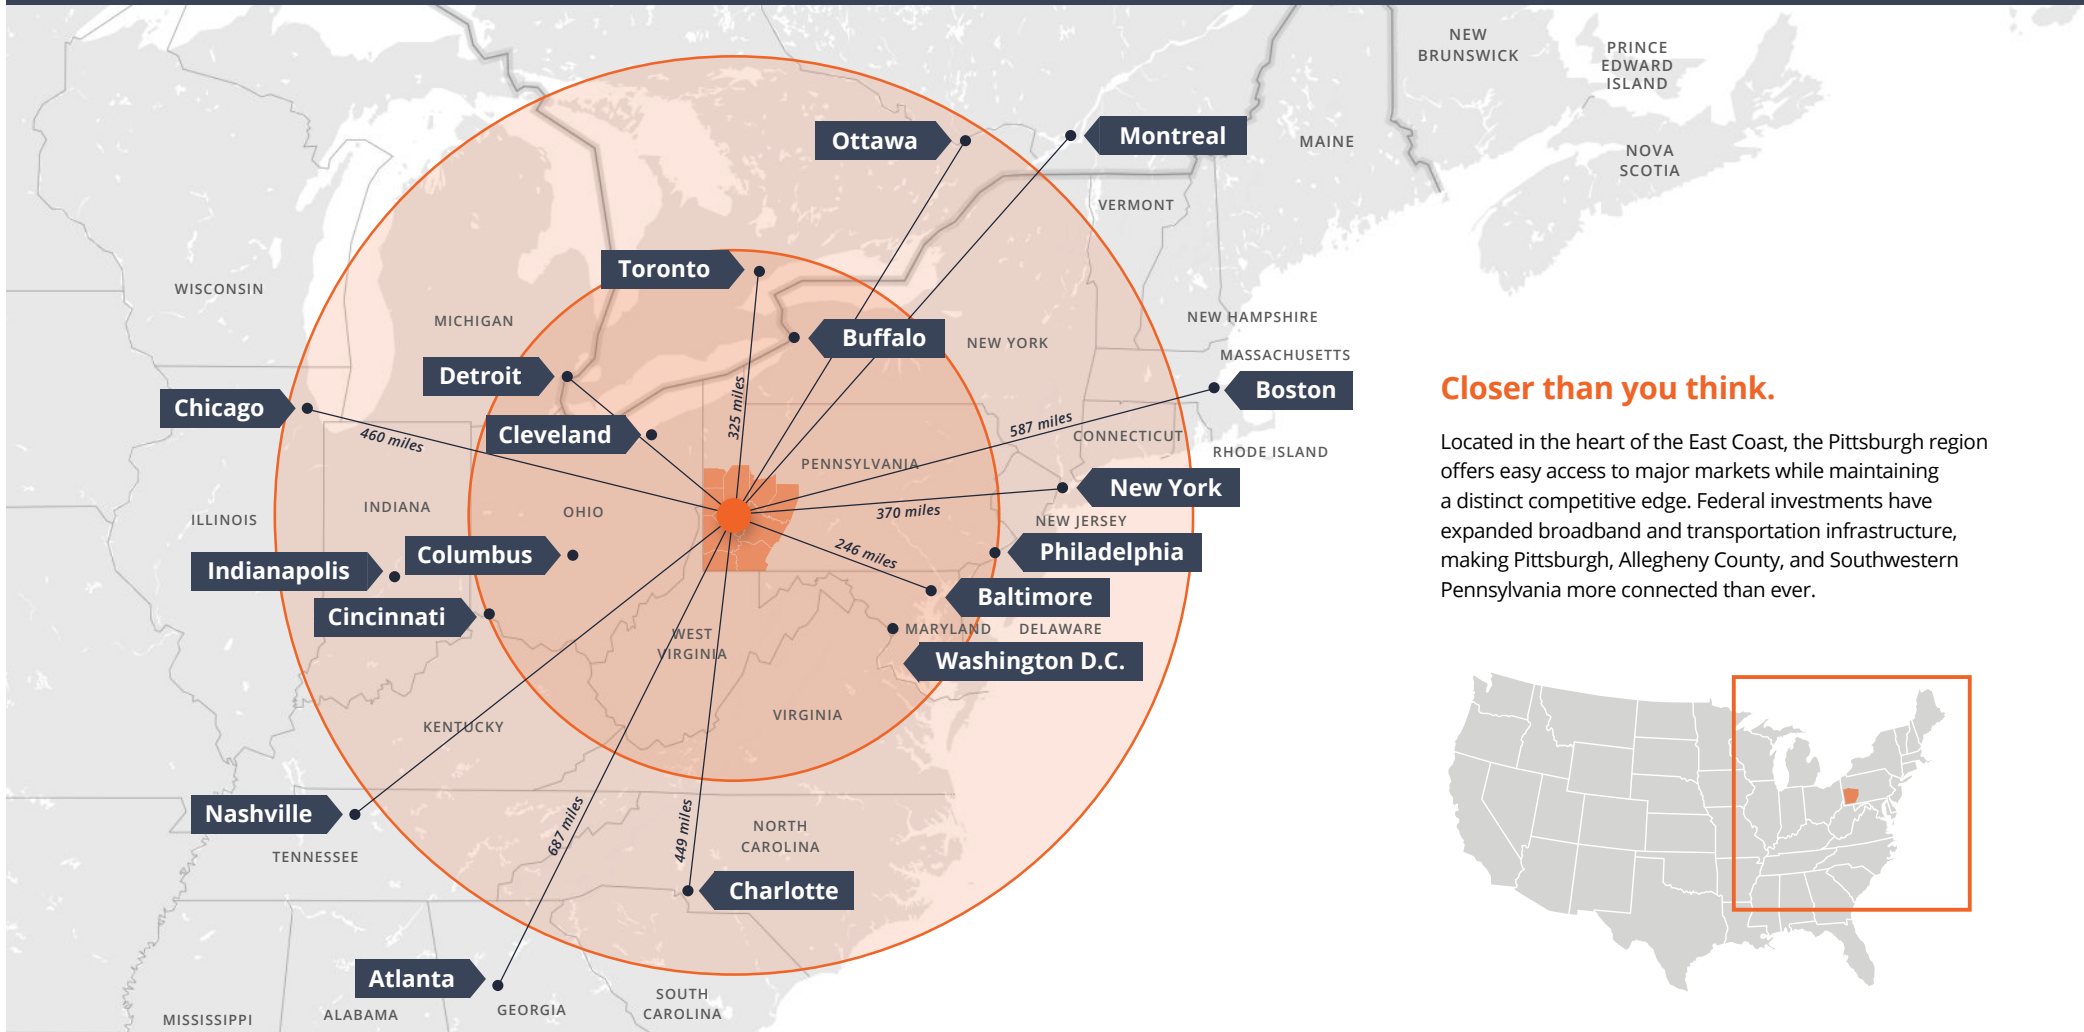 NEW
BRUNSWICK
PRINCE
EDWARD
ISLAND
Ottawa
Montreal
MAINE
NOVA
SCOTIA
VERMONT
Toronto
WISCONSIN
MICHIGAN
NEW HAMPSHIRE
Buffalo
NEW YORK
MASSACHUSETTS
Detroit
Boston
Chicago
325 miles
460 miles
Cleveland
587 miles
CONNECTICUT
RHODE ISLAND
PENNSYLVANIA
New York
INDIANA
OHIO
ILLINOIS
370 miles
NEW JERSEY
246 miles
Philadelphia
Columbus
Indianapolis
Baltimore
Cincinnati
MARYLAND
DELAWARE
WEST
VIRGINIA
Washington D.C.
VIRGINIA
KENTUCKY
Nashville
687 miles
449 miles
NORTH
CAROLINA
TENNESSEE
Charlotte
Atlanta
GEORGIA
SOUTH
CAROLINA
ALABAMA
MISSISSIPPI
Closer than you think.
Located in the heart of the East Coast, the Pittsburgh region
offers easy access to major markets while maintaining
a distinct competitive edge. Federal investments have
expanded broadband and transportation infrastructure,
making Pittsburgh, Allegheny County, and Southwestern
Pennsylvania more connected than ever.